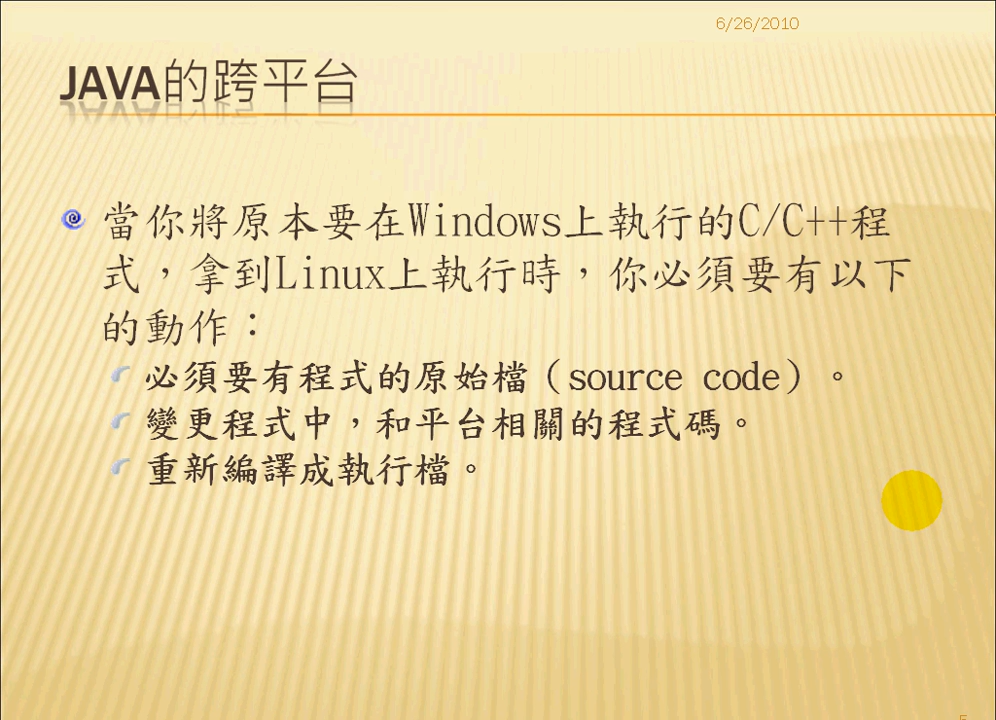 6/26/2010
JAVA的跨平台
當你將原本要在Windows上執行的C/C++程
式，拿到Linux上執行時，你必須要有以下
的動作：
必須要有程式的原始檔（source code）。
變更程式中，和平台相關的程式碼。
重新編譯成執行檔。